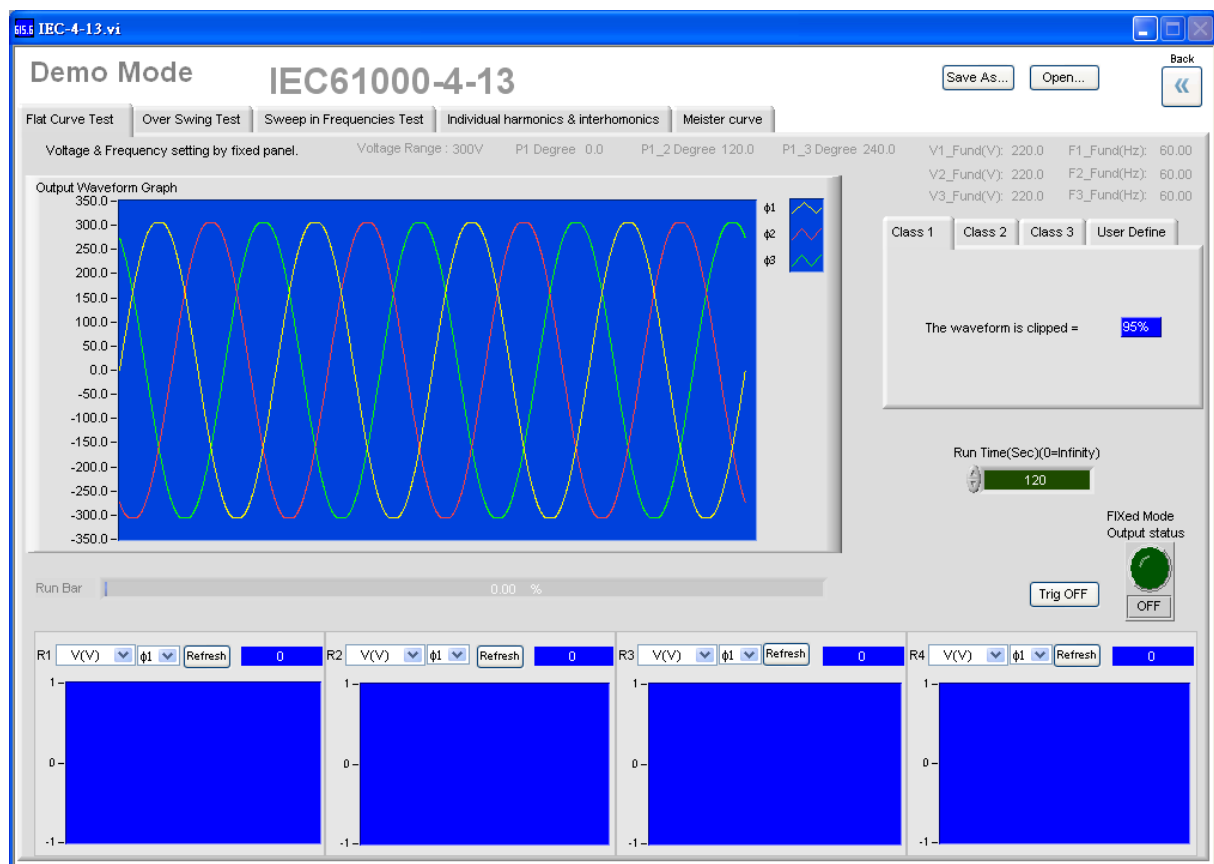 615.6 IEC-4-13.vi
Demo Mode IEC61000-4-13
Save As... Open... Back
Flat Curve Test Over Swing Test Sweep in Frequencies Test Individual harmonics & interhomonics Meister curve
Voltage & Frequency setting by fixed panel. Voltage Range : 300V P1 Degree 0.0 P1_2 Degree 120.0 P1_3 Degree 240.0
V1_Fund(V): 220.0 F1_Fund(Hz): 60.00
V2_Fund(V): 220.0 F2_Fund(Hz): 60.00
V3_Fund(V): 220.0 F3_Fund(Hz): 60.00
Output Waveform Graph
350.0
300.0
250.0
200.0
150.0
100.0
50.0
0.0
-50.0
-100.0
-150.0
-200.0
-250.0
-300.0
-350.0
ϕ1
ϕ2
ϕ3
Class 1 Class 2 Class 3 User Define
The waveform is clipped = 95%
Run Time(Sec)(0=Infinity)
120
FIXed Mode
Output status
Run Bar 0.00 %
Trig OFF
OFF
R1 V(V) ϕ1 Refresh 0
1
0
-1
R2 V(V) ϕ1 Refresh 0
1
0
-1
R3 V(V) ϕ1 Refresh 0
1
0
-1
R4 V(V) ϕ1 Refresh 0
1
0
-1